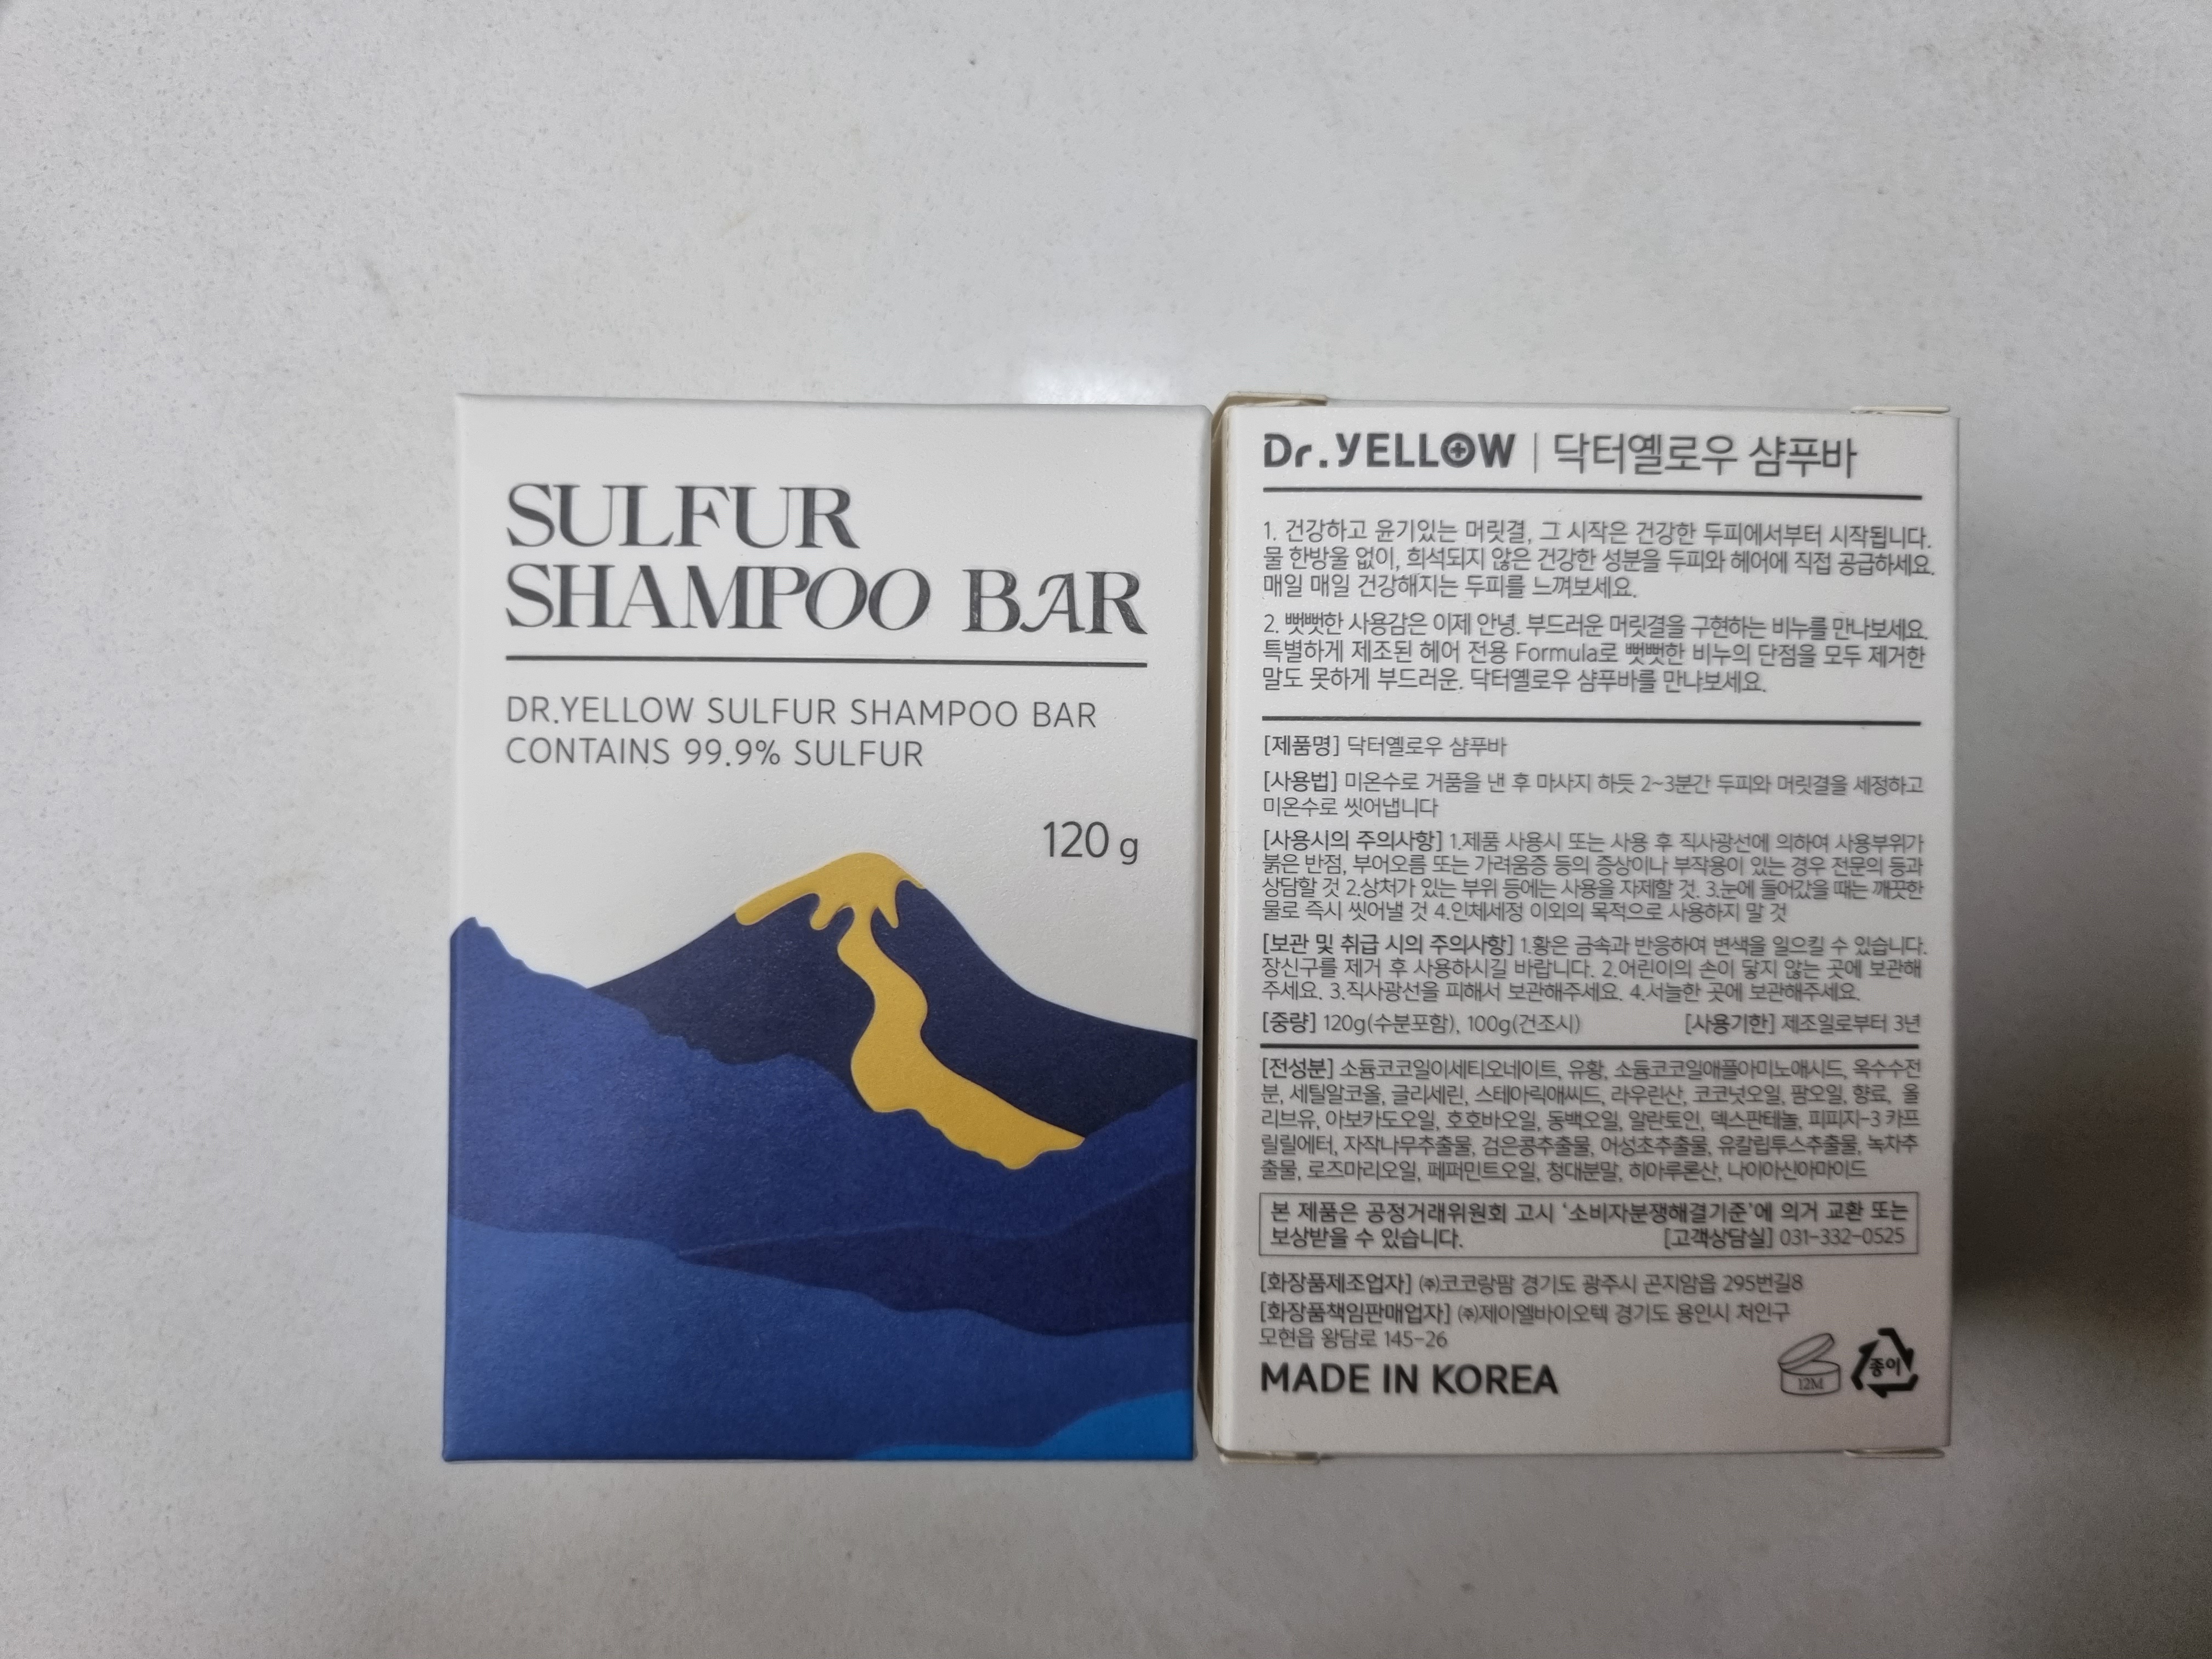 SULFUR
SHAMPOO BAR
DR.YELLOW SULFUR SHAMPOO BAR
CONTAINS 99.9% SULFUR
120 g
Dr.YELLOW | 닥터옐로우 샴푸바
1. 건강하고 윤기있는 머릿결, 그 시작은 건강한 두피에서부터 시작됩니다.
물 한방울 없이, 희석되지 않은 건강한 성분을 두피와 헤어에 직접 공급하세요.
매일 매일 건강해지는 두피를 느껴보세요.
2. 뻣뻣한 사용감은 이제 안녕. 부드러운 머릿결을 구현하는 비누를 만나보세요.
특별하게 제조된 헤어 전용 Formula로 뻣뻣한 비누의 단점을 모두 제거한
말도 못하게 부드러운. 닥터옐로우 샴푸바를 만나보세요.
[제품명] 닥터옐로우 샴푸바
[사용법] 미온수로 거품을 낸 후 마사지 하듯 2~3분간 두피와 머릿결을 세정하고
미온수로 씻어냅니다
[사용시의 주의사항] 1.제품 사용시 또는 사용 후 직사광선에 의하여 사용부위가
붉은 반점, 부어오름 또는 가려움증 등의 증상이나 부작용이 있는 경우 전문의 등과
상담할 것 2.상처가 있는 부위 등에는 사용을 자제할 것. 3.눈에 들어갔을 때는 깨끗한
물로 즉시 씻어낼 것 4.인체세정 이외의 목적으로 사용하지 말 것
[보관 및 취급 시의 주의사항] 1.황은 금속과 반응하여 변색을 일으킬 수 있습니다.
장신구를 제거 후 사용하시길 바랍니다. 2.어린이의 손이 닿지 않는 곳에 보관해
주세요. 3.직사광선을 피해서 보관해주세요. 4.서늘한 곳에 보관해주세요.
[중량] 120g(수분포함), 100g(건조시) [사용기한] 제조일로부터 3년
[전성분] 소듐코코일이세티오네이트, 유황, 소듐코코일애플아미노애시드, 옥수수전
분, 세틸알코올, 글리세린, 스테아릭애씨드, 라우린산, 코코넛오일, 팜오일, 향료, 올
리브유, 아보카도오일, 호호바오일, 동백오일, 알란토인, 덱스판테놀, 피피지-3 카프
릴릴에터, 자작나무추출물, 검은콩추출물, 어성초추출물, 유칼립투스추출물, 녹차추
출물, 로즈마리오일, 페퍼민트오일, 청대분말, 히아루론산, 나이아신아마이드
본 제품은 공정거래위원회 고시 '소비자분쟁해결기준'에 의거 교환 또는
보상받을 수 있습니다. [고객상담실] 031-332-0525
[화장품제조업자] ㈜코코랑팜 경기도 광주시 곤지암읍 295번길8
[화장품책임판매업자] ㈜제이엘바이오텍 경기도 용인시 처인구
모현읍 왕담로 145-26
MADE IN KOREA
12M
종이